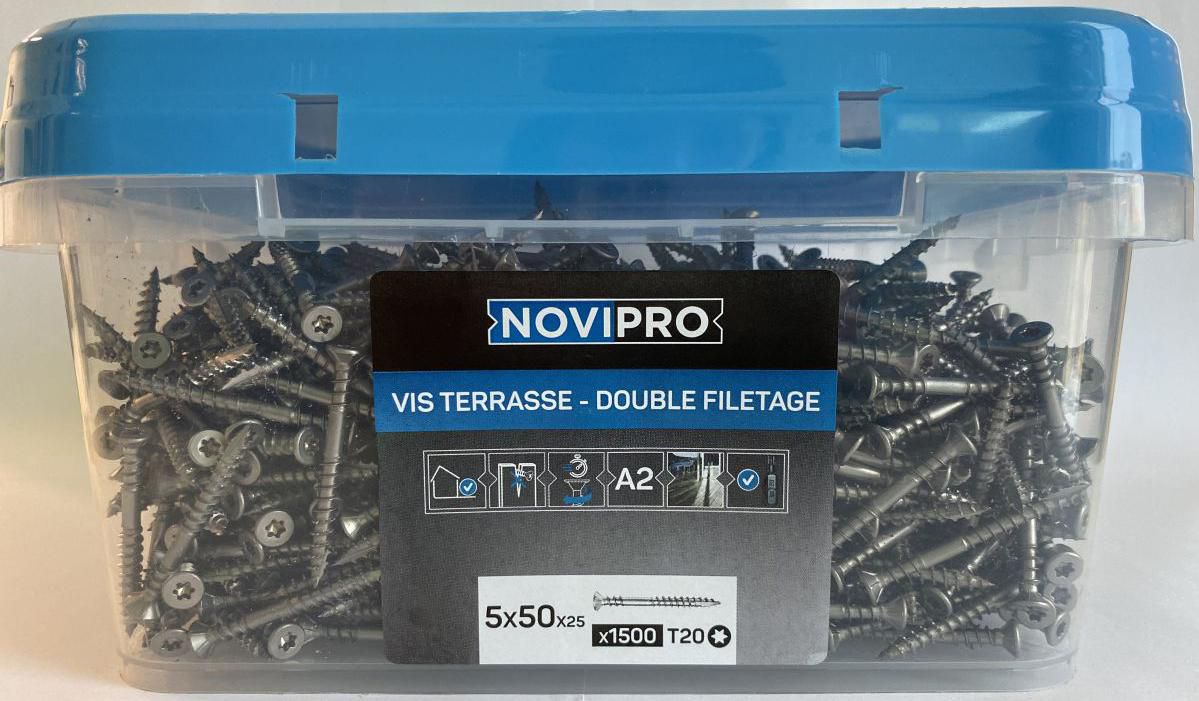 NOVIPRO
VIS TERRASSE - DOUBLE FILETAGE
A2
5x50x25
x1500 T20